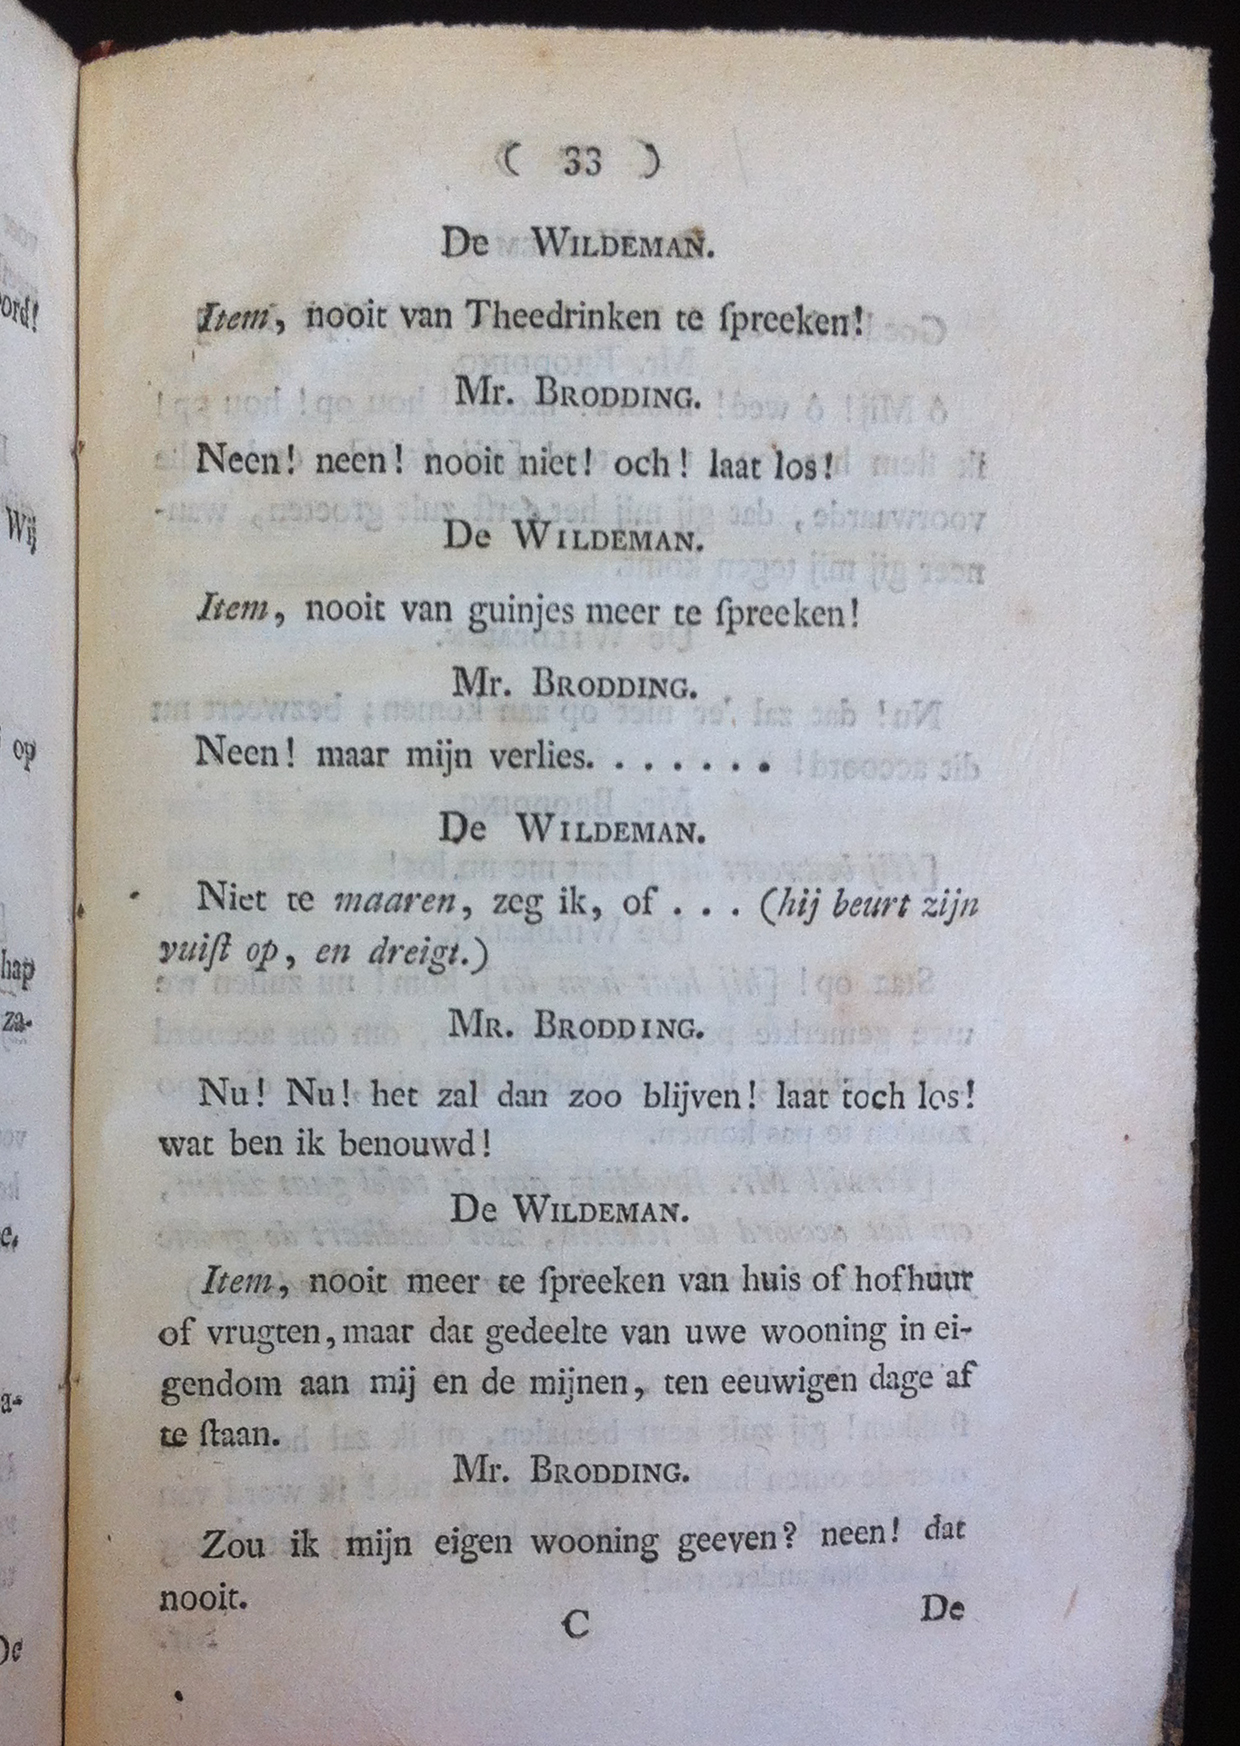 ( 33 )
De WILDEMAN.
Item, nooit van Theedrinken te ſpreeken!
Mr. BRODDING.
Neen! neen! nooit niet! och! laat los!
De WILDEMAN.
Item, nooit van guinjes meer te ſpreeken!
Mr. BRODDING.
Neen! maar mijn verlies. . . . . . . .
De WILDEMAN.
Niet te maaren, zeg ik, of . . . (hij beurt zijn
vuiſt op, en dreigt.)
MR. BRODDING.
Nu! Nu! het zal dan zoo blijven! laat toch los!
wat ben ik benouwd!
De WILDEMAN.
Item, nooit meer te ſpreeken van huis of hofhuur
of vrugten, maar dat gedeelte van uwe wooning in ei-
gendom aan mij en de mijnen, ten eeuwigen dage af
te ſtaan.
Mr. BRODDING.
Zou ik mijn eigen wooning geeven? neen! dat
nooit.
C De